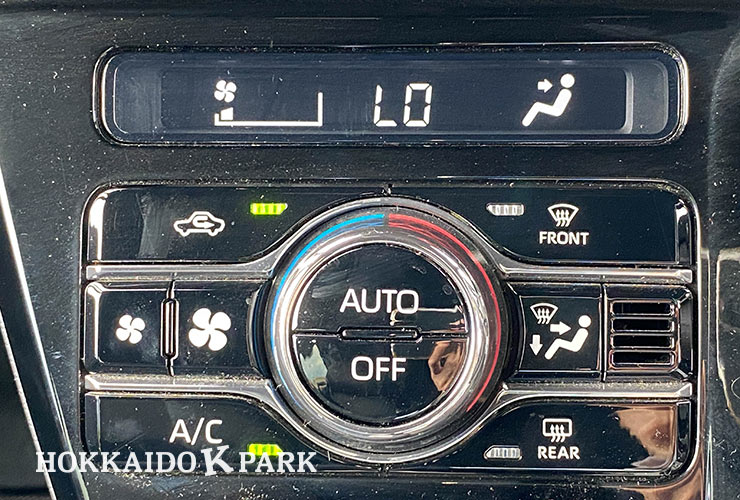 LO
FRONT
AUTO
OFF
A/C
REAR
HOKKAIDO K PARK